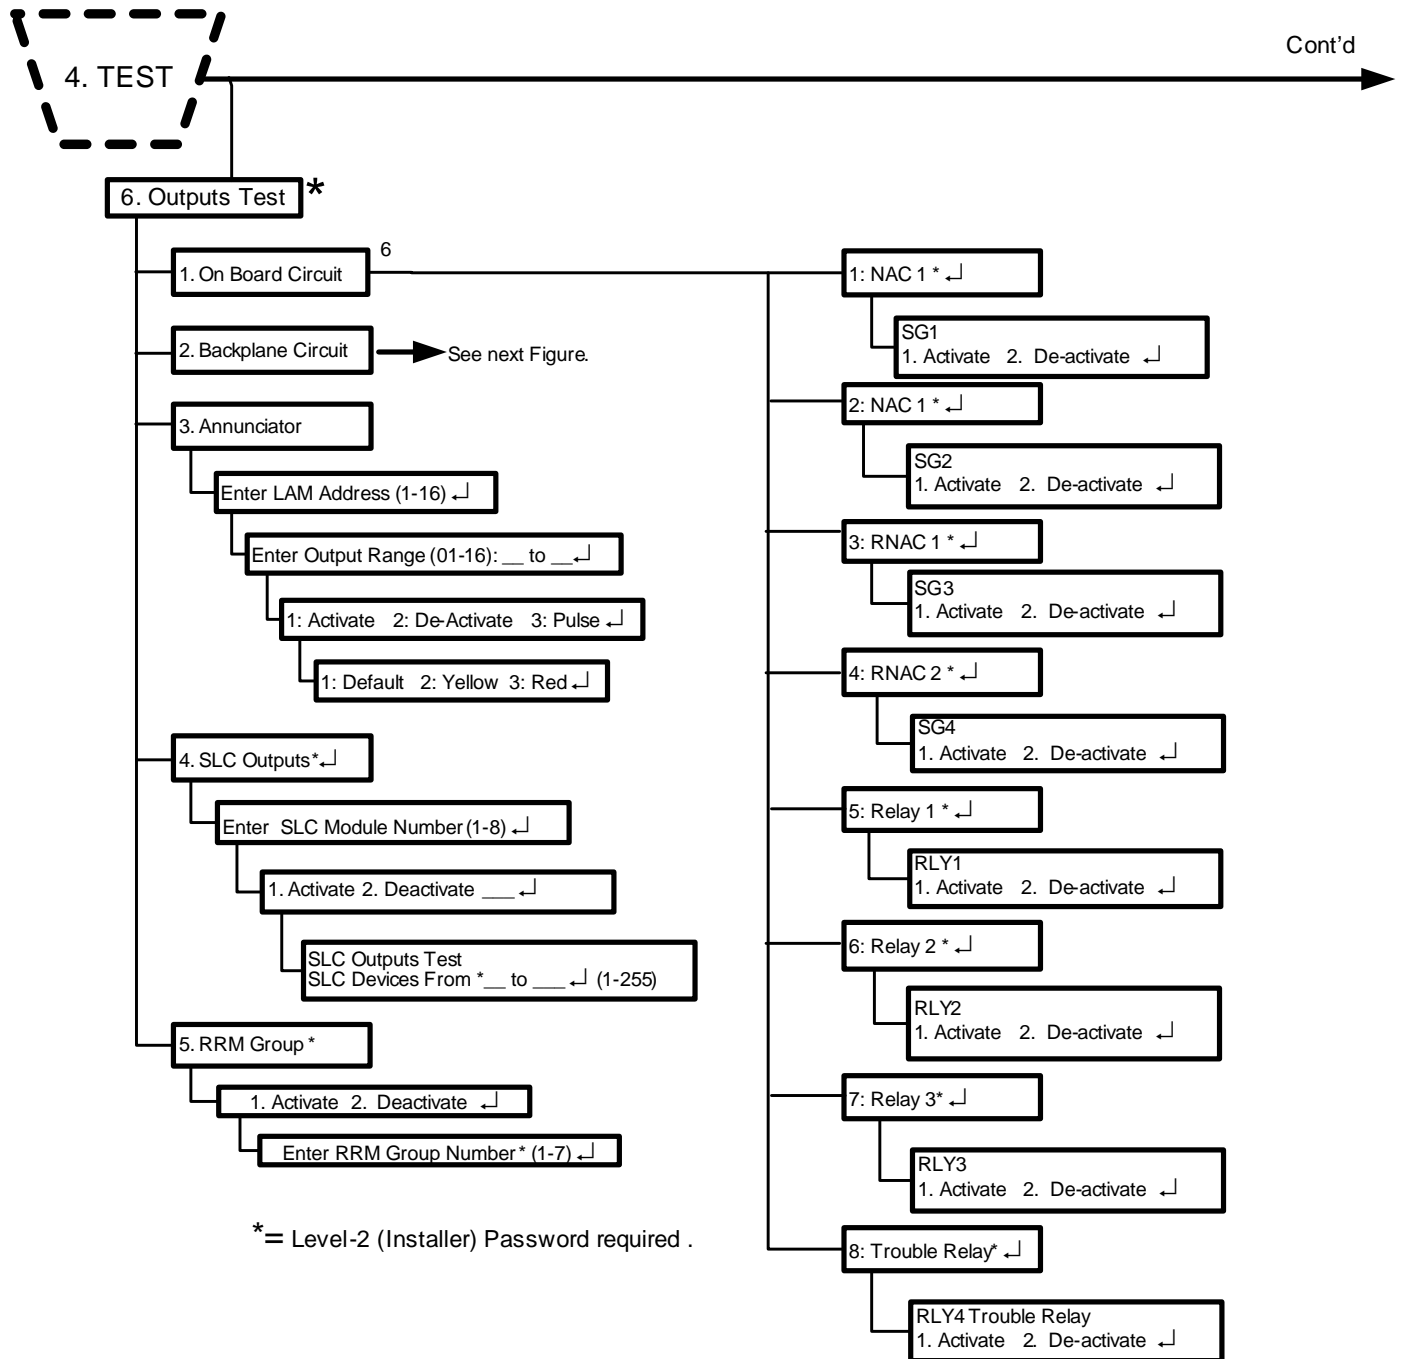 Cont'd
4. TEST
6. Outputs Test *
1. On Board Circuit
6
2. Backplane Circuit
See next Figure.
3. Annunciator
Enter LAM Address (1-16) ↵
Enter Output Range (01-16): __ to __↵
1: Activate 2: De-Activate 3: Pulse ↵
1: Default 2: Yellow 3: Red ↵
4. SLC Outputs*↵
Enter SLC Module Number (1-8) ↵
1. Activate 2. Deactivate ___ ↵
SLC Outputs Test
SLC Devices From *__ to ___ ↵ (1-255)
5. RRM Group *
1. Activate 2. Deactivate ↵
Enter RRM Group Number * (1-7) ↵
*= Level-2 (Installer) Password required .
1: NAC 1 * ↵
SG1
1. Activate 2. De-activate ↵
2: NAC 1 * ↵
SG2
1. Activate 2. De-activate ↵
3: RNAC 1 * ↵
SG3
1. Activate 2. De-activate ↵
4: RNAC 2 * ↵
SG4
1. Activate 2. De-activate ↵
5: Relay 1 * ↵
RLY1
1. Activate 2. De-activate ↵
6: Relay 2 * ↵
RLY2
1. Activate 2. De-activate ↵
7: Relay 3* ↵
RLY3
1. Activate 2. De-activate ↵
8: Trouble Relay* ↵
RLY4 Trouble Relay
1. Activate 2. De-activate ↵